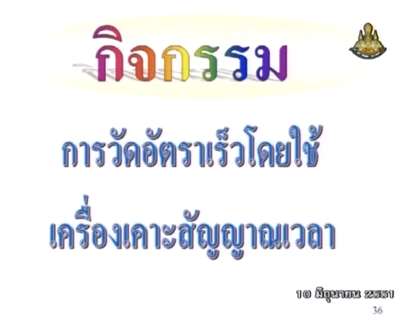 กิจกรรม
การวัดอัตราเร็วโดยใช้
เครื่องเคาะสัญญาณเวลา
10 มิถุนายน 2551
36